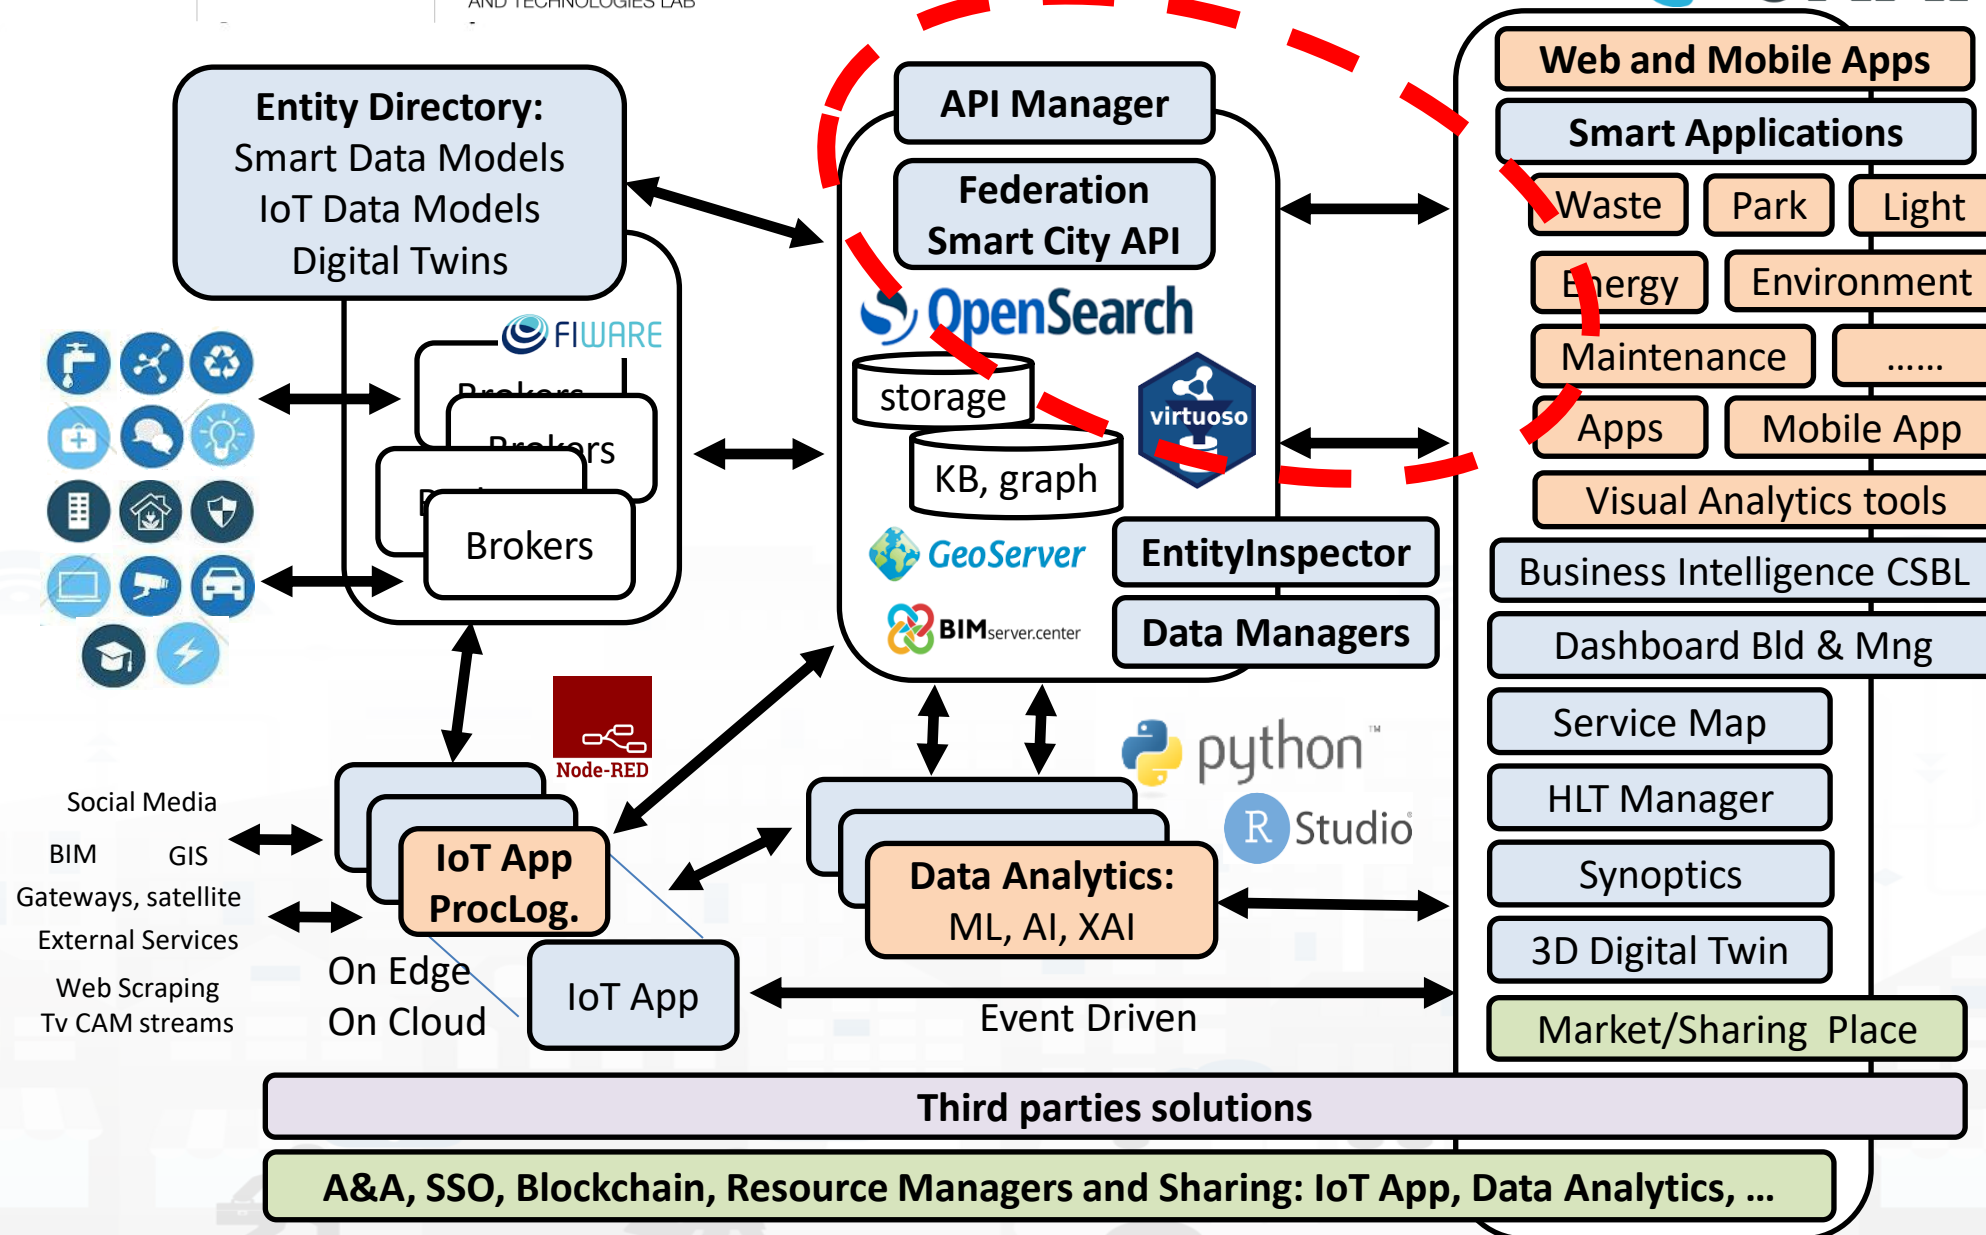 AND TECHNOLOGIES LAB
Entity Directory:
Smart Data Models
IoT Data Models
Digital Twins
FIWARE
Brokers
Brokers
Brokers
API Manager
Federation
Smart City API
OpenSearch
storage
virtuoso
KB, graph
GeoServer
BIMserver.center
EntityInspector
Data Managers
Web and Mobile Apps
Smart Applications
Waste
Park
Light
Energy
Environment
Maintenance
......
Apps
Mobile App
Visual Analytics tools
Business Intelligence CSBL
Dashboard Bld & Mng
Service Map
HLT Manager
Synoptics
3D Digital Twin
Market/Sharing Place
Node-RED
python™
R Studio
Social Media
BIM GIS
Gateways, satellite
External Services
Web Scraping
Tv CAM streams
IoT App
ProcLog.
On Edge
On Cloud
IoT App
Data Analytics:
ML, AI, XAI
Event Driven
Third parties solutions
A&A, SSO, Blockchain, Resource Managers and Sharing: IoT App, Data Analytics, ...